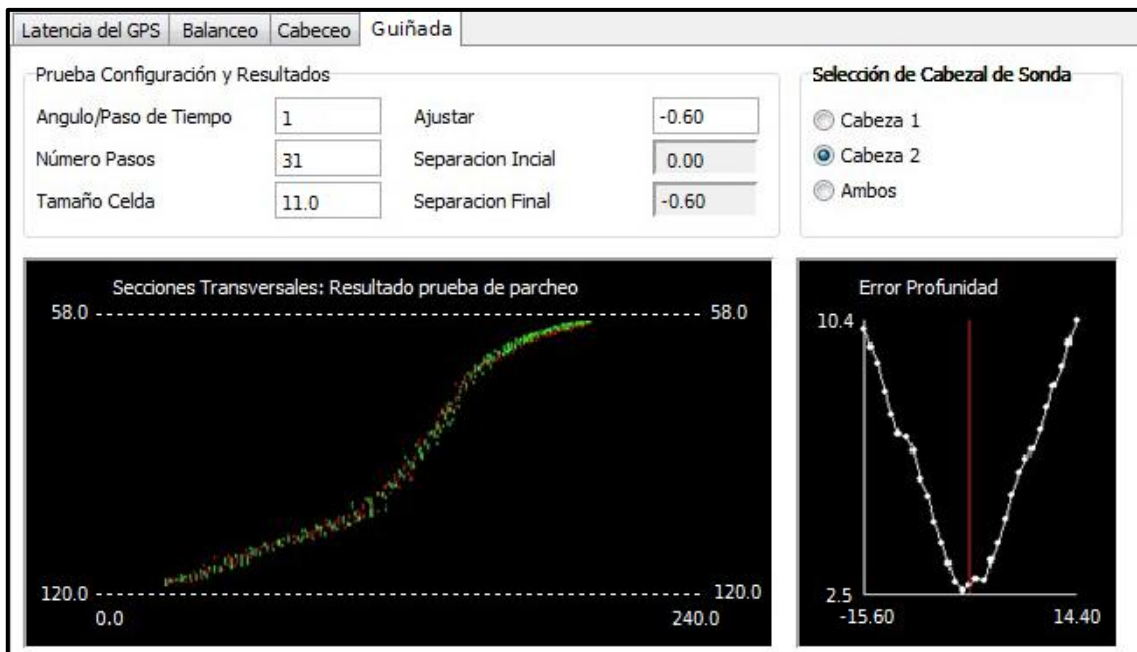 Latencia del GPS Balanceo Cabeceo Guiñada
Prueba Configuración y Resultados
Angulo/Paso de Tiempo 1 Ajustar -0.60
Número Pasos 31 Separacion Incial 0.00
Tamaño Celda 11.0 Separacion Final -0.60
Selección de Cabezal de Sonda
Cabeza 1
Cabeza 2
Ambos
Secciones Transversales: Resultado prueba de parcheo
58.0 58.0
120.0 120.0
0.0 240.0
Error Profunidad
10.4
2.5
-15.60 14.40